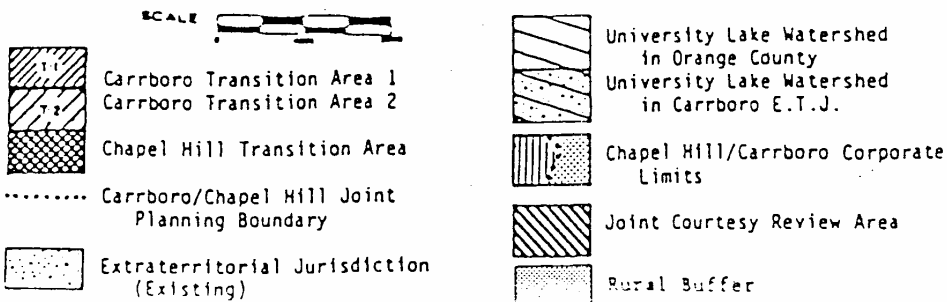 SCALE
T-1
Carrboro Transition Area 1
T-2
Carrboro Transition Area 2
Chapel Hill Transition Area
Carrboro/Chapel Hill Joint
Planning Boundary
Extraterritorial Jurisdiction
(Existing)
University Lake Watershed
in Orange County
University Lake Watershed
in Carrboro E.T.J.
Chapel Hill/Carrboro Corporate
Limits
Joint Courtesy Review Area
Rural Buffer